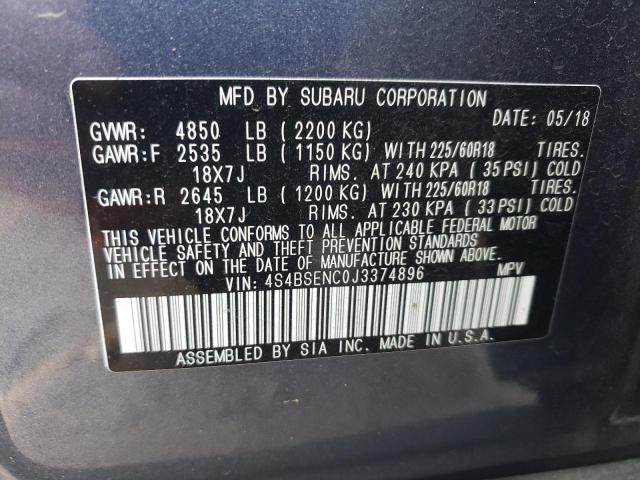 MFD BY SUBARU CORPORATION DATE: 05/18
GVWR: 4850 LB (2200 KG)
GAWR:F 2535 LB (1150 KG) WITH 225/60R18 TIRES.
18X7J RIMS. AT 240 KPA (35 PSI) COLD
GAWR:R 2645 LB (1200 KG) WITH 225/60R18 TIRES.
18X7J RIMS. AT 230 KPA (33 PSI) COLD
THIS VEHICLE CONFORMS TO ALL APPLICABLE FEDERAL MOTOR
VEHICLE SAFETY AND THEFT PREVENTION STANDARDS
IN EFFECT ON THE DATE OF MANUFACTURE SHOWN ABOVE.
VIN: 4S4BSENC0J3374896 MPV
ASSEMBLED BY SIA INC. MADE IN U.S.A.